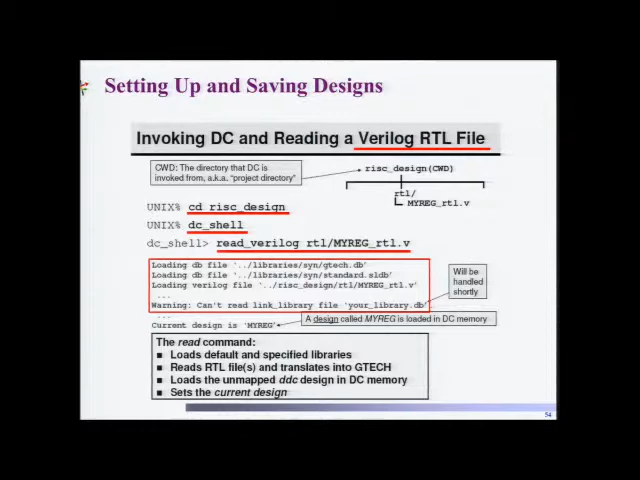 Setting Up and Saving Designs
Invoking DC and Reading a Verilog RTL File
CWD: The directory that DC is
invoked from, a.k.a. "project directory"
risc_design(CWD)
rtl/
MYREG_rtl.v
UNIX% cd risc_design
UNIX% dc_shell
dc_shell> read_verilog rtl/MYREG_rtl.v
Loading db file '../libraries/syn/gtech.db'
Loading db file '../libraries/syn/standard.sldb'
Loading verilog file '../risc_design/rtl/MYREG_rtl.v'
...
Warning: Can't read link_library file 'your_library.db'
...
Current design is 'MYREG'
Will be
handled
shortly
A design called MYREG is loaded in DC memory
The read command:
■ Loads default and specified libraries
■ Reads RTL file(s) and translates into GTECH
■ Loads the unmapped ddc design in DC memory
■ Sets the current design
54